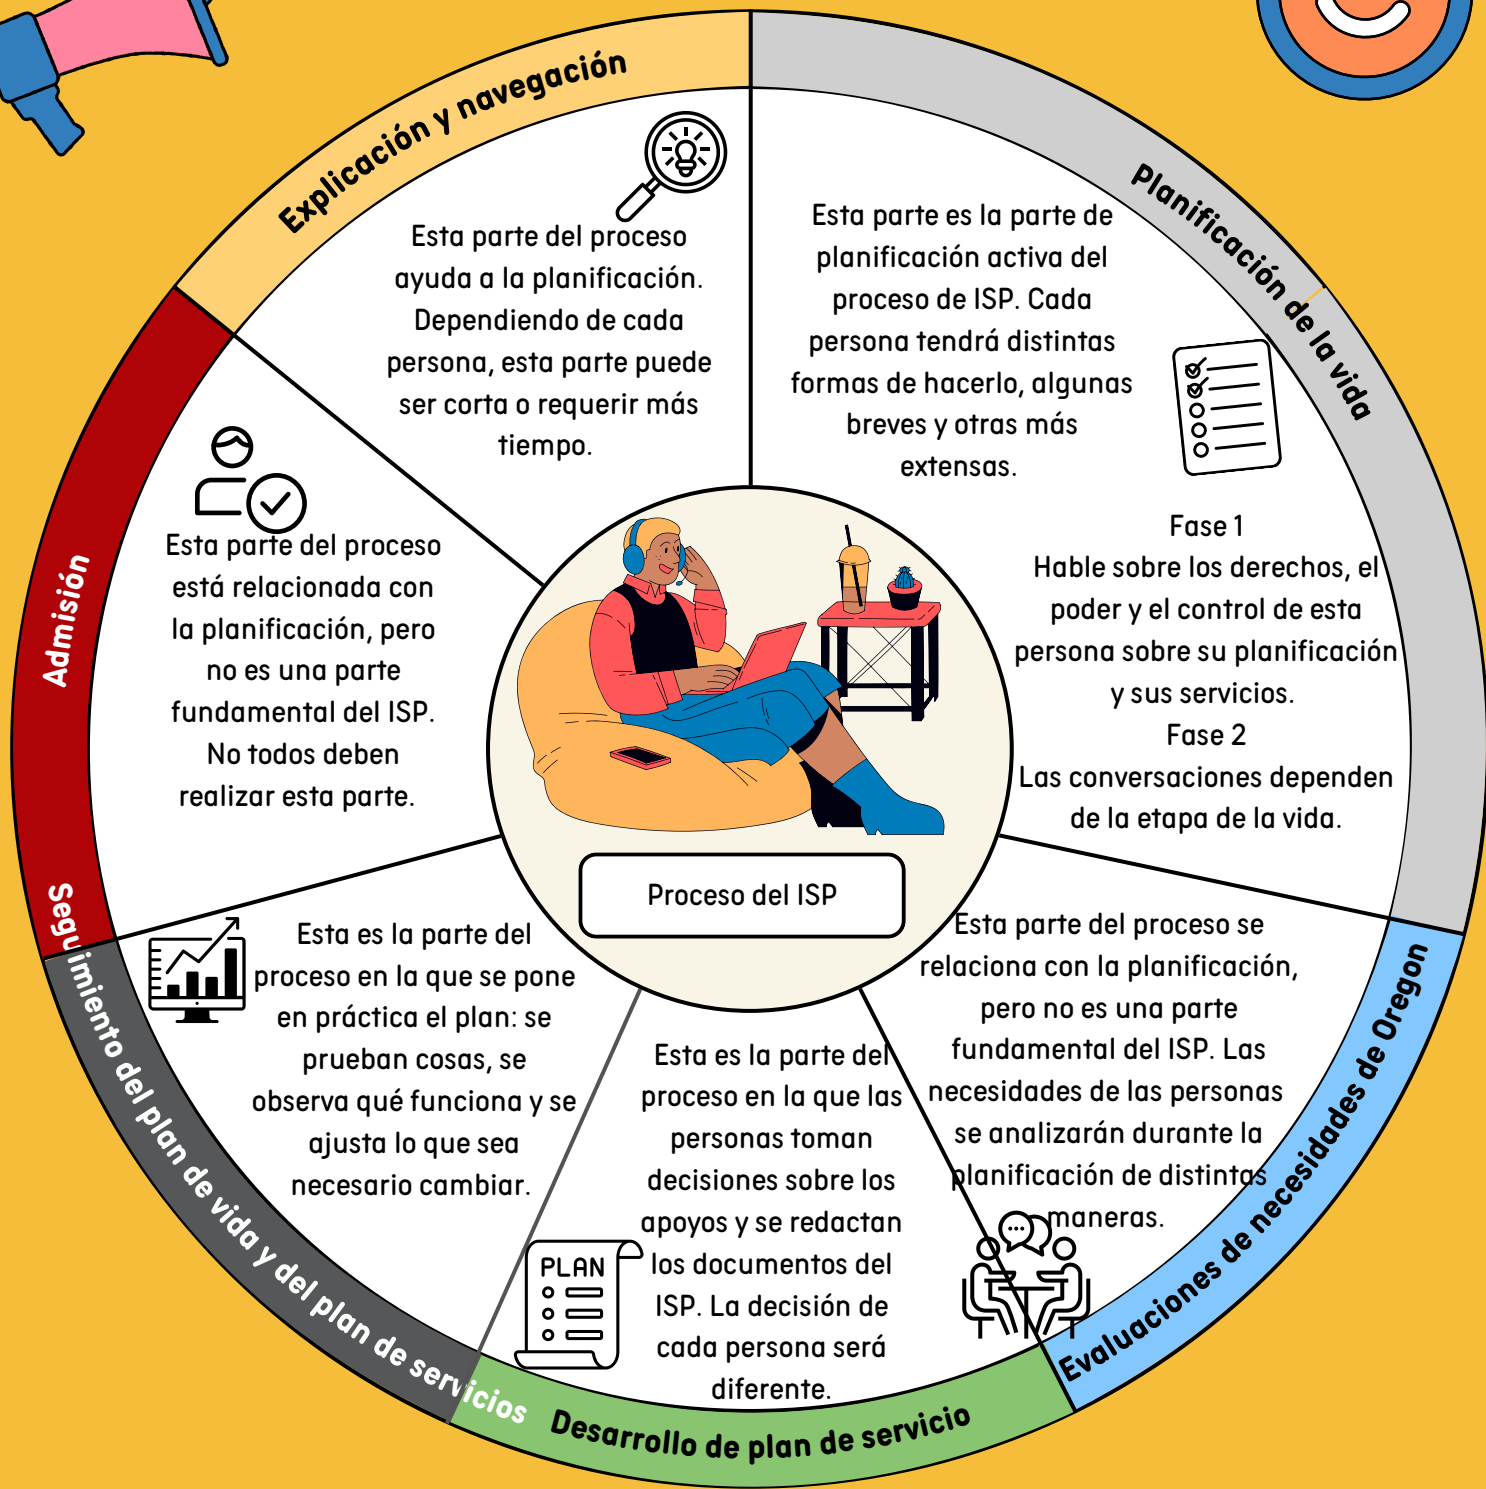 Explicación y navegación
Esta parte del proceso
ayuda a la planificación.
Dependiendo de cada
persona, esta parte puede
ser corta o requerir más
tiempo.
Planificación de la vida
Esta parte es la parte de
planificación activa del
proceso de ISP. Cada
persona tendrá distintas
formas de hacerlo, algunas
breves y otras más
extensas.
Fase 1
Hable sobre los derechos, el
poder y el control de esta
persona sobre su planificación
y sus servicios.
Fase 2
Las conversaciones dependen
de la etapa de la vida.
Evaluaciones de necesidades de Oregon
Esta parte del proceso se
relaciona con la planificación,
pero no es una parte
fundamental del ISP. Las
necesidades de las personas
se analizarán durante la
planificación de distintas
maneras.
Desarrollo de plan de servicio
Esta es la parte del
proceso en la que las
personas toman
decisiones sobre los
apoyos y se redactan
los documentos del
ISP. La decisión de
cada persona será
diferente.
PLAN
Seguimiento del plan de vida y del plan de servicios
Esta es la parte del
proceso en la que se pone
en práctica el plan: se
prueban cosas, se
observa qué funciona y se
ajusta lo que sea
necesario cambiar.
Admisión
Esta parte del proceso
está relacionada con
la planificación, pero
no es una parte
fundamental del ISP.
No todos deben
realizar esta parte.
Proceso del ISP